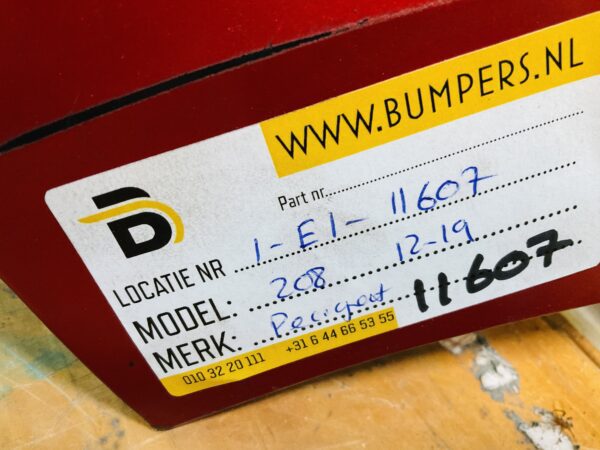 WWW.BUMPERS.NL
B
Part nr.
LOCATIE NR 1-E1-11607
MODEL: 208 12-19
MERK: Peugeot 11607
010 32 20 111 +31 6 44 66 53 55